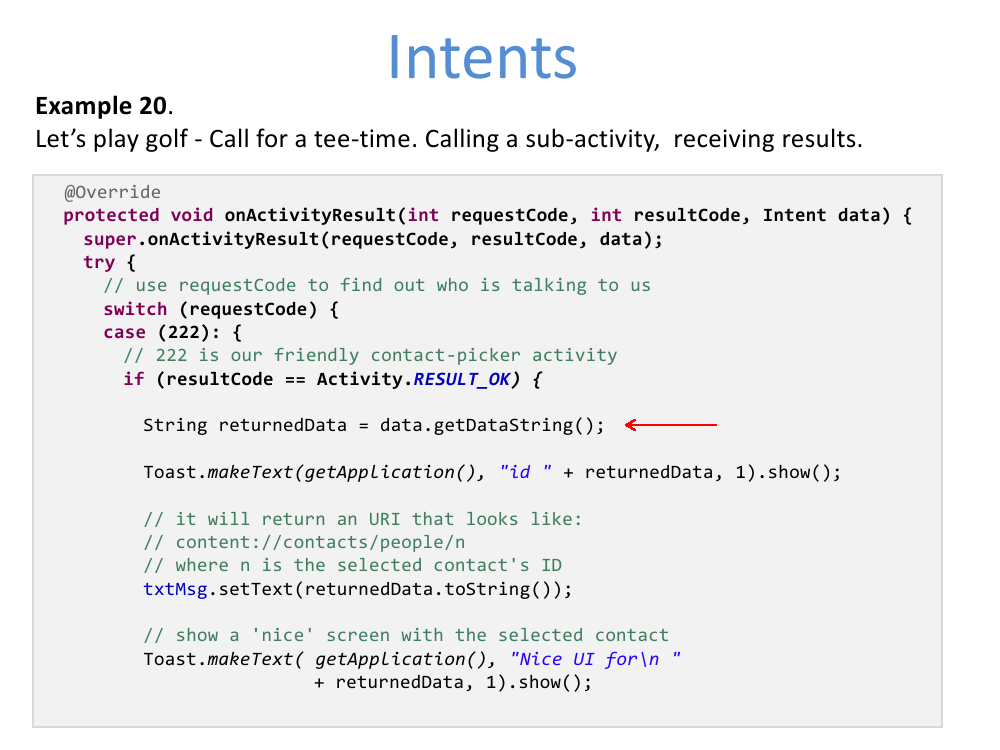 Intents
Example 20.
Let’s play golf - Call for a tee-time. Calling a sub-activity,  receiving results.
@Override
protected void onActivityResult(int requestCode, int resultCode, Intent data) {
super.onActivityResult(requestCode, resultCode, data);
try {
// use requestCode to find out who is talking to us
switch (requestCode) {
case (222): {
// 222 is our friendly contact-picker activity
if (resultCode == Activity.RESULT_OK) {
String returnedData = data.getDataString();
Toast.makeText(getApplication(), "id " + returnedData, 1).show();
// it will return an URI that looks like:
// content://contacts/people/n
// where n is the selected contact's ID
txtMsg.setText(returnedData.toString());
// show a 'nice' screen with the selected contact
Toast.makeText( getApplication(), "Nice UI for\n "
+ returnedData, 1).show();